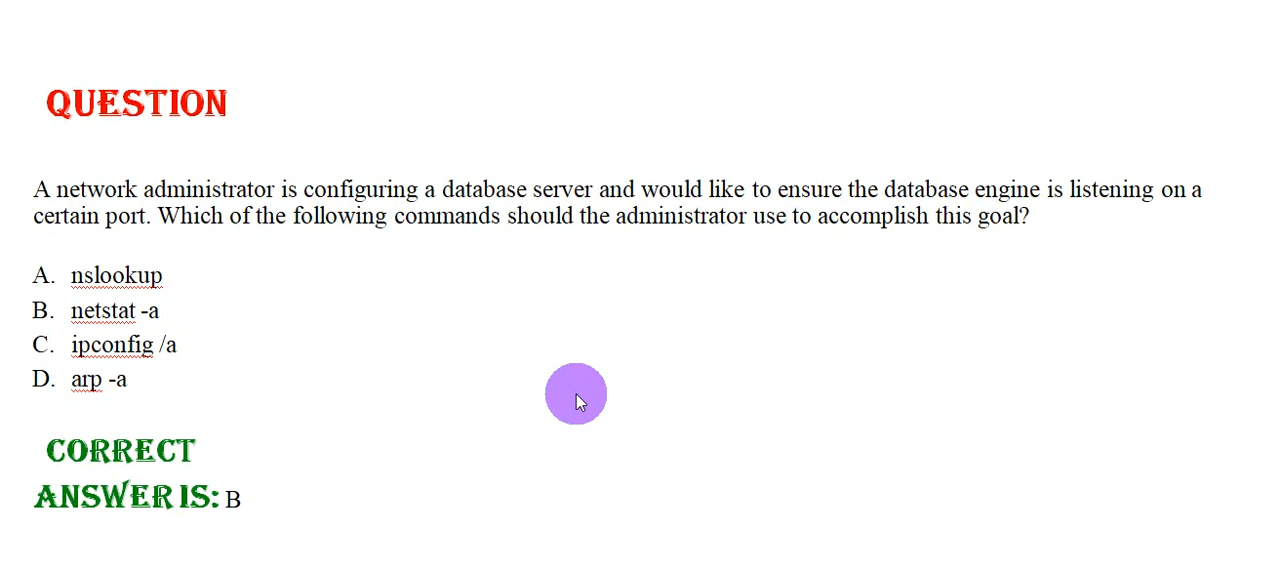 QUESTION
A network administrator is configuring a database server and would like to ensure the database engine is listening on a
certain port. Which of the following commands should the administrator use to accomplish this goal?
A. nslookup
B. netstat -a
C. ipconfig /a
D. arp -a
CORRECT
ANSWER IS: B